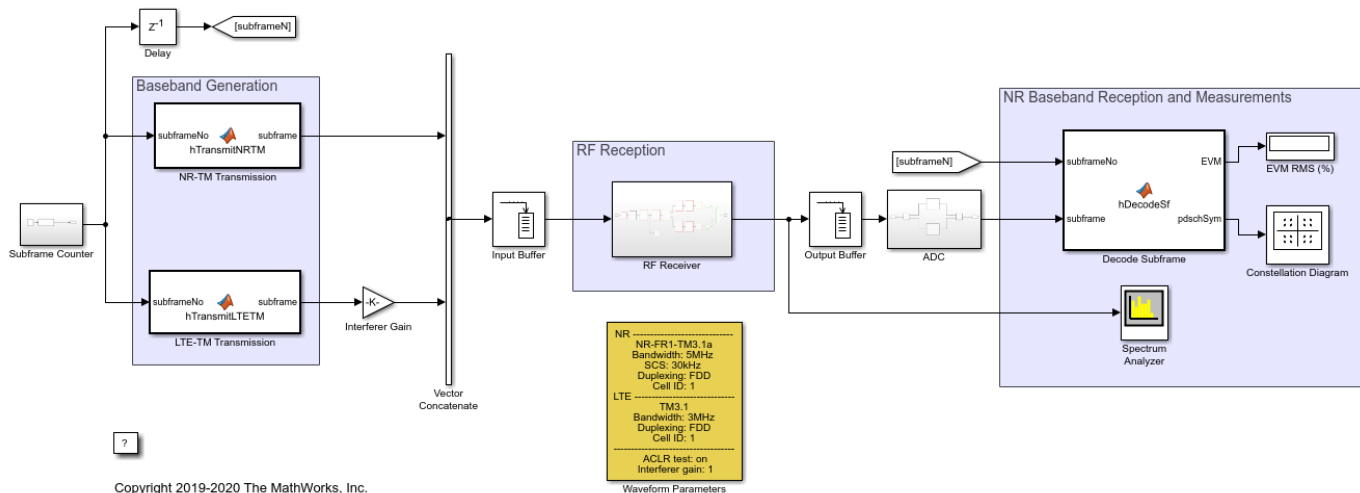 Z⁻¹
Delay
[subframeN]
Baseband Generation
subframeNo
subframe
hTransmitNRTM
NR-TM Transmission
Subframe Counter
subframeNo
subframe
hTransmitLTETM
LTE-TM Transmission
-K-
Interferer Gain
Vector
Concatenate
Input Buffer
RF Reception
RF Receiver
Output Buffer
[subframeN]
ADC
NR Baseband Reception and Measurements
subframeNo
EVM
hDecodeSf
subframe
pdschSym
Decode Subframe
EVM RMS (%)
Constellation Diagram
Spectrum
Analyzer
NR ------------------------------
NR-FR1-TM3.1a
Bandwidth: 5MHz
SCS: 30kHz
Duplexing: FDD
Cell ID: 1
LTE ------------------------------
TM3.1
Bandwidth: 3MHz
Duplexing: FDD
Cell ID: 1
------------------------------------
ACLR test: on
Interferer gain: 1
Waveform Parameters
?
Copyright 2019-2020 The MathWorks, Inc.